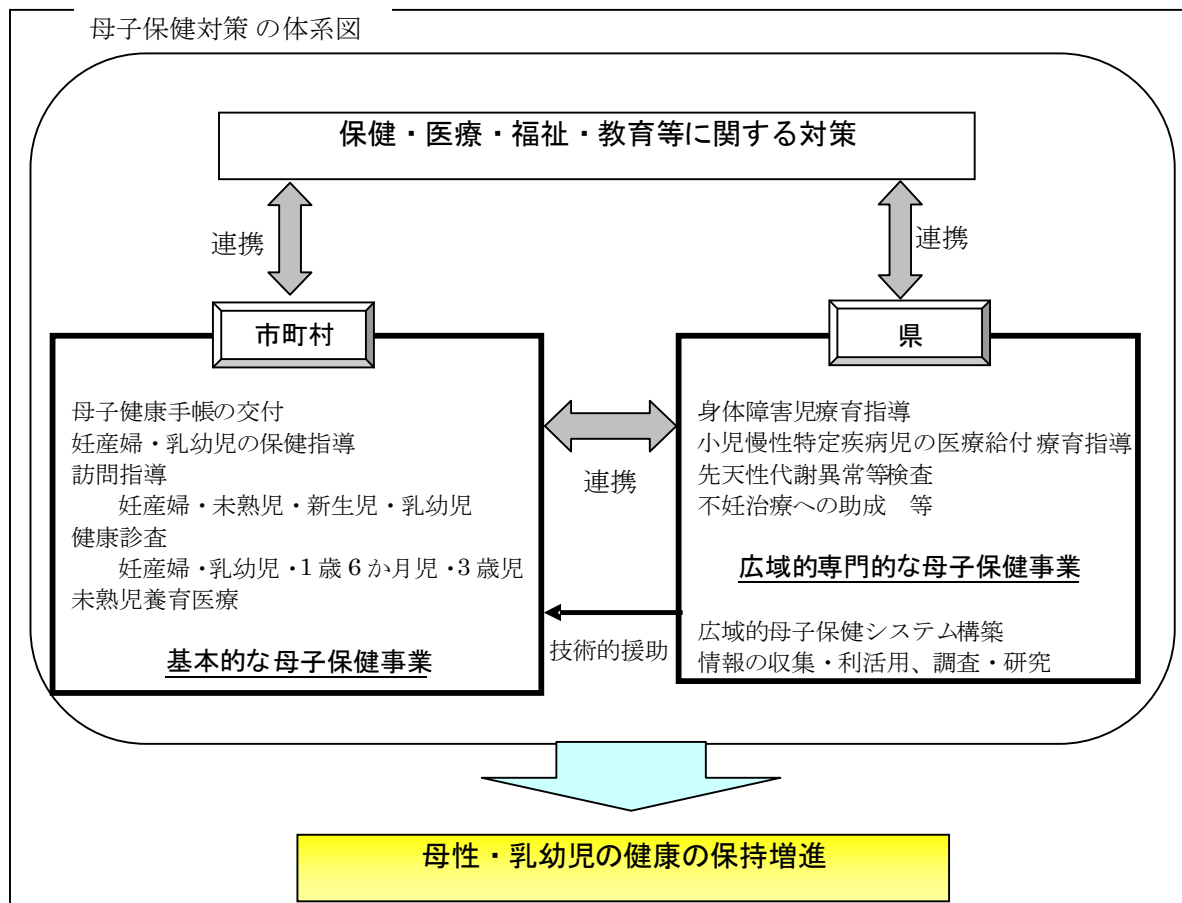 母子保健対策の体系図
保健・医療・福祉・教育等に関する対策
連携
連携
市町村
母子健康手帳の交付
妊産婦・乳幼児の保健指導
訪問指導
妊産婦・未熟児・新生児・乳幼児
健康診査
妊産婦・乳幼児・1歳6か月児・3歳児
未熟児養育医療
基本的な母子保健事業
連携
技術的援助
県
身体障害児療育指導
小児慢性特定疾病児の医療給付 療育指導
先天性代謝異常等検査
不妊治療への助成 等
広域的専門的な母子保健事業
広域的母子保健システム構築
情報の収集・利活用、調査・研究
母性・乳幼児の健康の保持増進